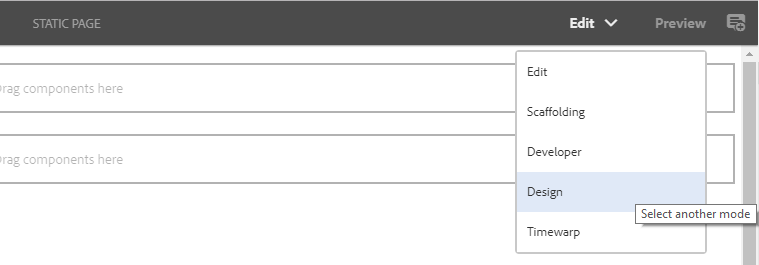 STATIC PAGE
Edit
Preview
rag components here
rag components here
Edit
Scaffolding
Developer
Design
Select another mode
Timewarp